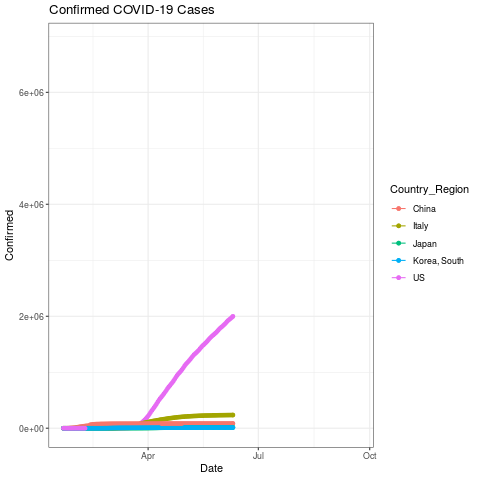 Confirmed COVID-19 Cases
Confirmed
6e+06
4e+06
2e+06
0e+00
Apr
Jul
Oct
Date
Country_Region
China
Italy
Japan
Korea, South
US